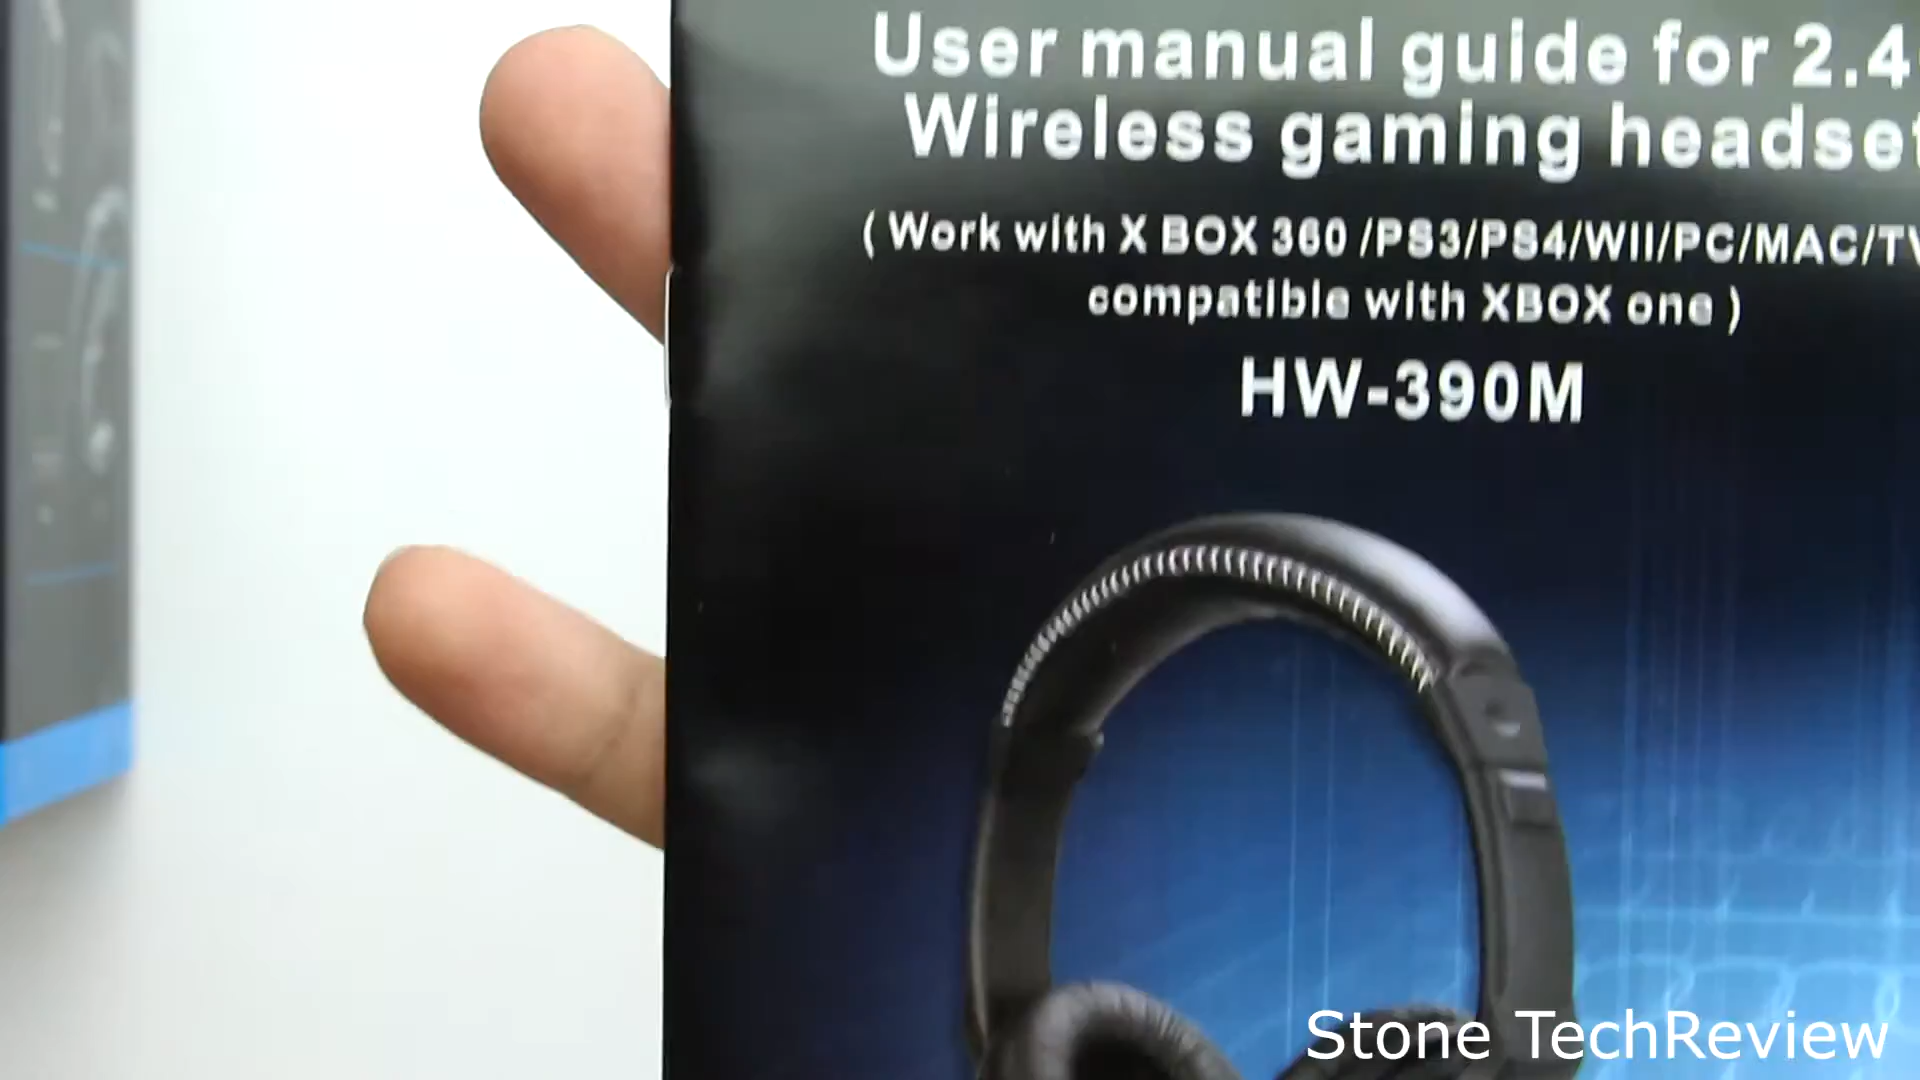 User manual guide for 2.4
Wireless gaming headset
( Work with X BOX 360 /PS3/PS4/WII/PC/MAC/TV
compatible with XBOX one )
HW-390M
Stone TechReview